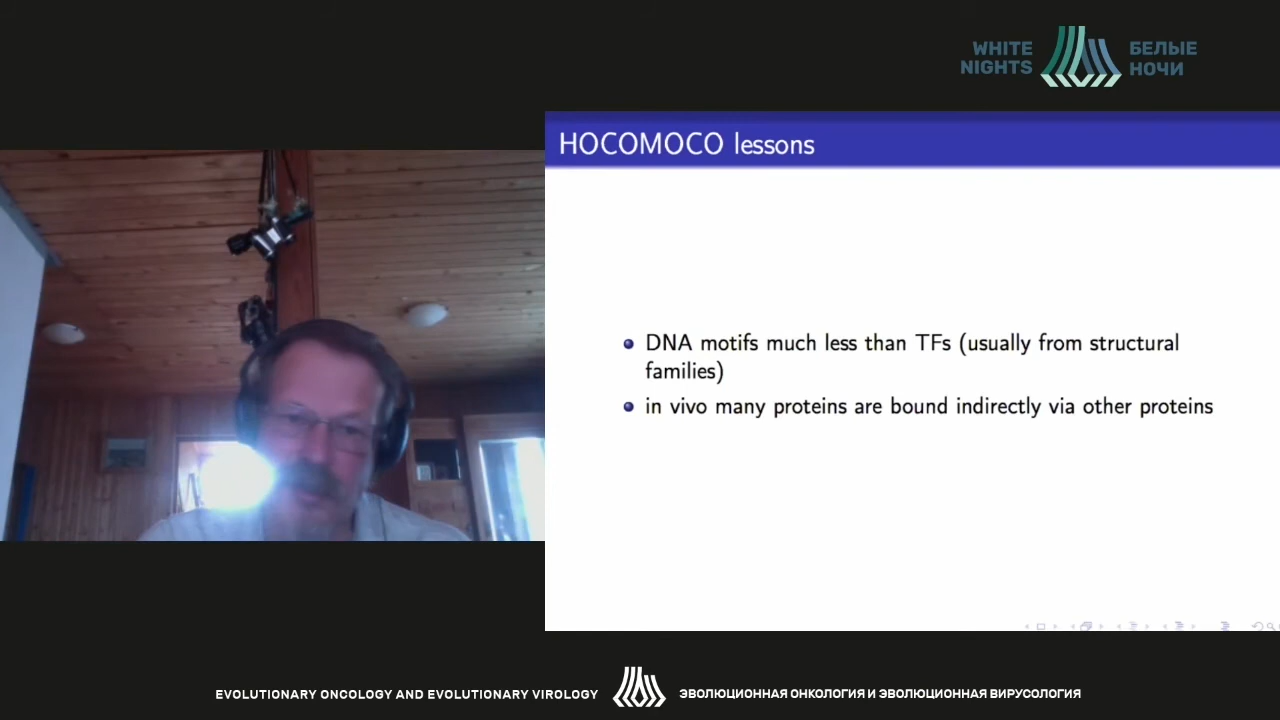 WHITE
NIGHTS
БЕЛЫЕ
НОЧИ
HOCOMOCO lessons
DNA motifs much less than TFs (usually from structural
families)
in vivo many proteins are bound indirectly via other proteins
EVOLUTIONARY ONCOLOGY AND EVOLUTIONARY VIROLOGY
ЭВОЛЮЦИОННАЯ ОНКОЛОГИЯ И ЭВОЛЮЦИОННАЯ ВИРУСОЛОГИЯ